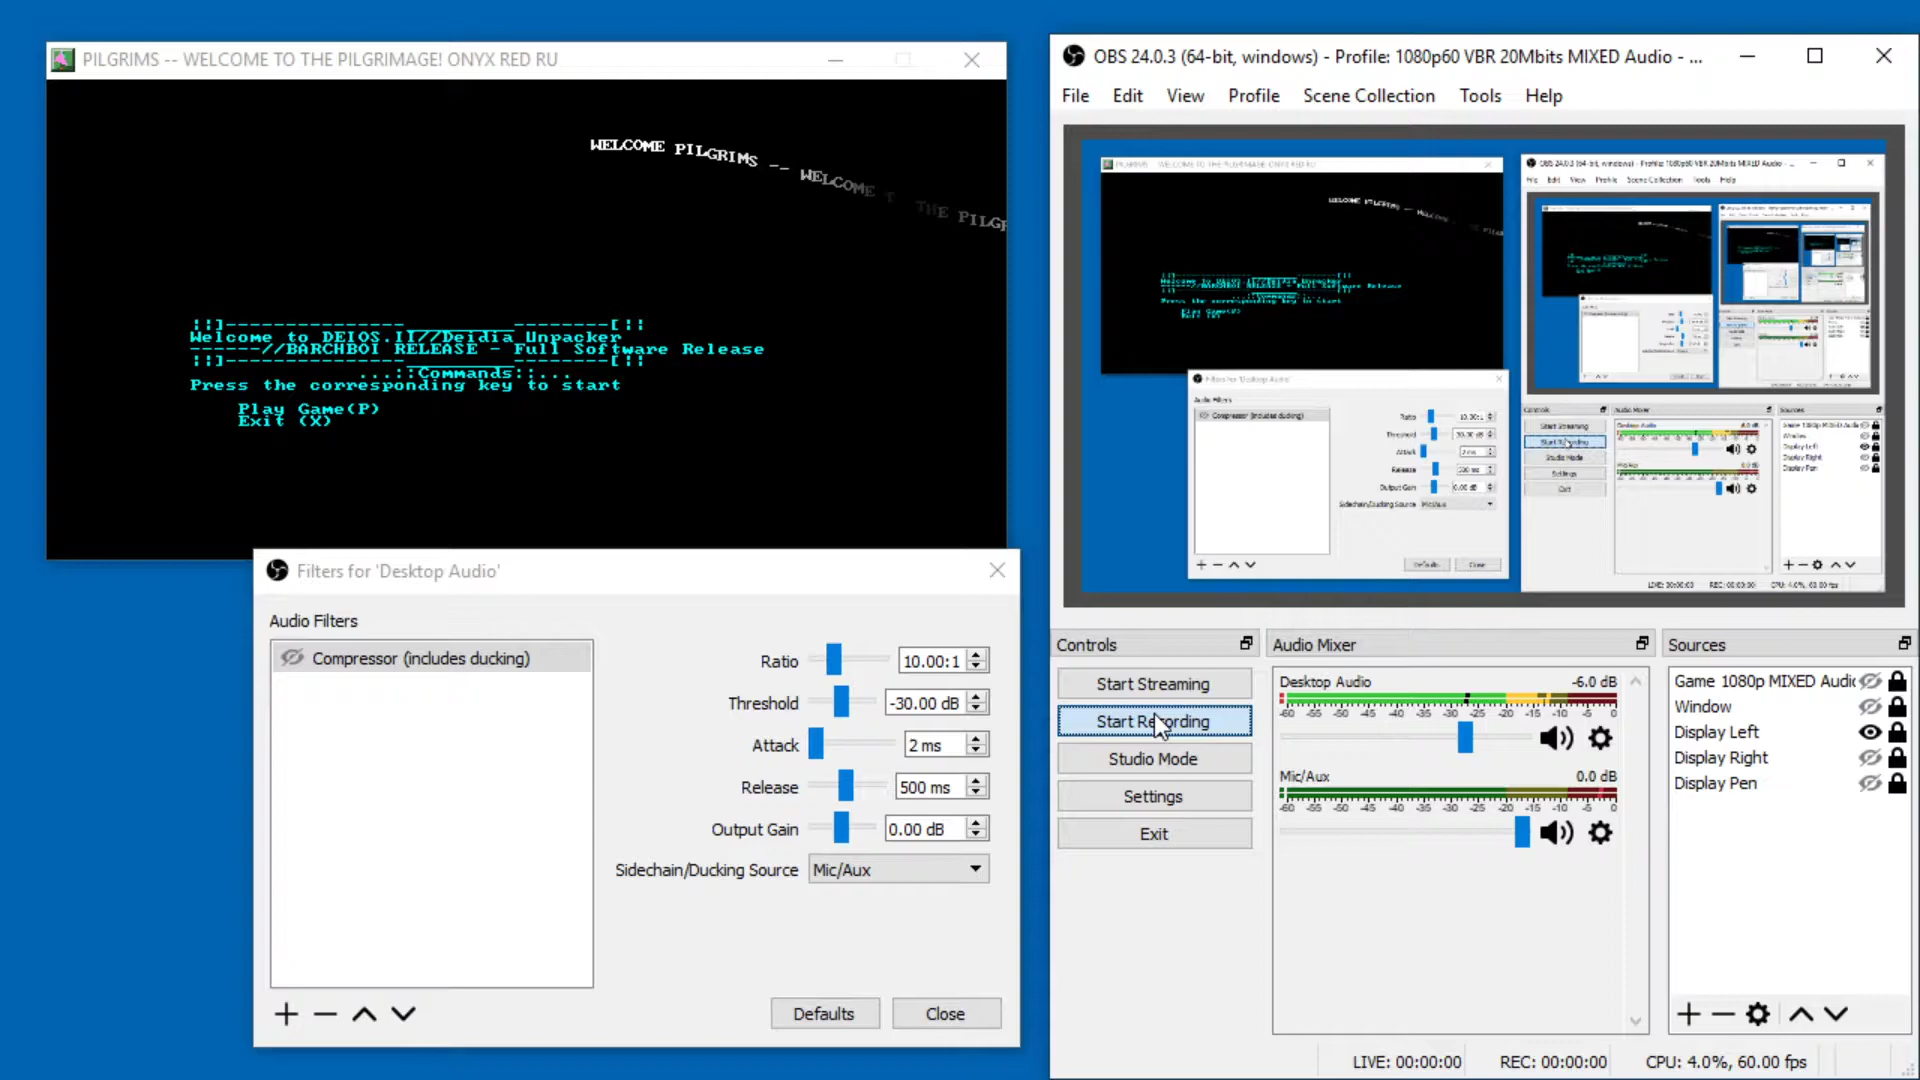 PILGRIMS -- WELCOME TO THE PILGRIMAGE! ONYX RED RU
WELCOME PILGRIMS -- WELCOME T THE PILGR
||]---------------_________--------[||
Welcome to DEIOS.II//Deidia Unpacker
------//BARCHBOI RELEASE - Full Software Release
||]--------------- ---------[||
...::Commands::...
Press the corresponding key to start
Play Game(P)
Exit (X)
Filters for 'Desktop Audio'
Audio Filters
Compressor (includes ducking)
Ratio 10.00:1
Threshold -30.00 dB
Attack 2 ms
Release 500 ms
Output Gain 0.00 dB
Sidechain/Ducking Source Mic/Aux
Defaults Close
OBS 24.0.3 (64-bit, windows) - Profile: 1080p60 VBR 20Mbits MIXED Audio - ...
File Edit View Profile Scene Collection Tools Help
Controls
Start Streaming
Start Recording
Studio Mode
Settings
Exit
Audio Mixer
Desktop Audio -6.0 dB
-60 -55 -50 -45 -40 -35 -30 -25 -20 -15 -10 -5 0
Mic/Aux 0.0 dB
-60 -55 -50 -45 -40 -35 -30 -25 -20 -15 -10 -5 0
Sources
Game 1080p MIXED Audic
Window
Display Left
Display Right
Display Pen
LIVE: 00:00:00 REC: 00:00:00 CPU: 4.0%, 60.00 fps